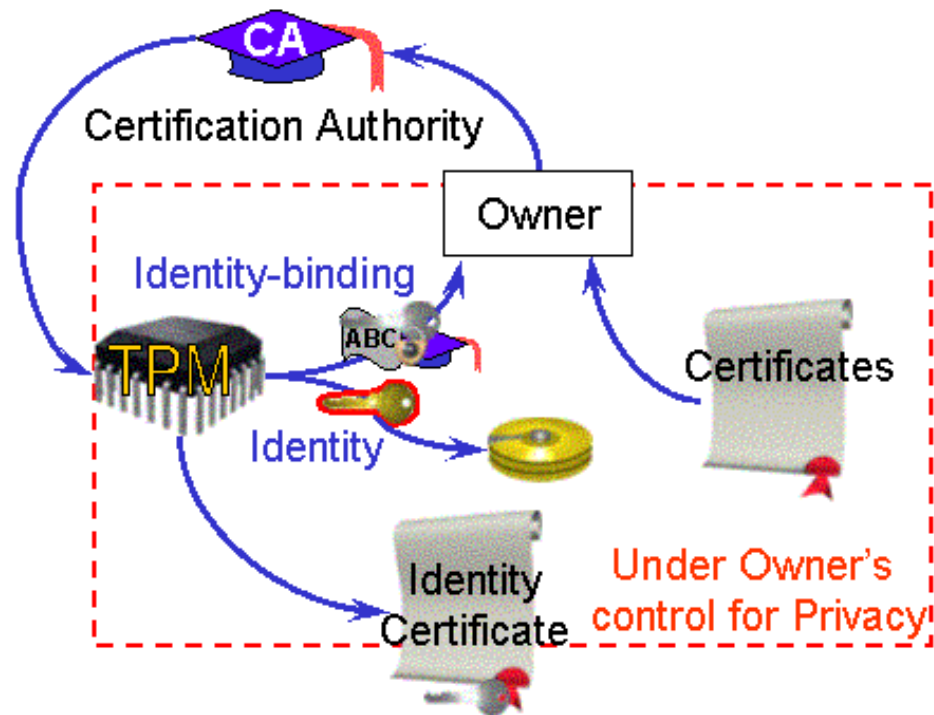 CA
Certification Authority
Owner
Identity-binding
ABC
TPM
Certificates
Identity
Identity
Certificate
Under Owner's
control for Privacy